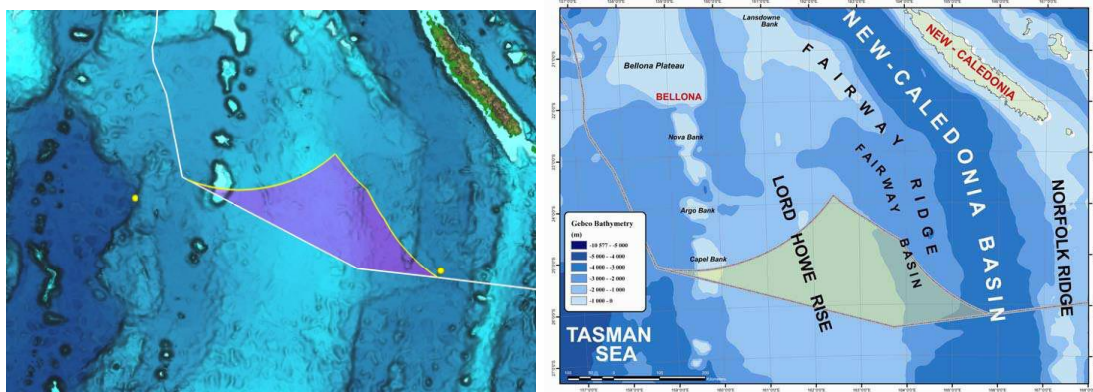 Lansdowne
Bank
Bellona Plateau
BELLONA
Nova Bank
Argo Bank
Capel Bank
FAIRWAY RIDGE
FAIRWAY BASIN
LORD HOWE RISE
NEW-CALEDONIA BASIN
NEW - CALEDONIA
NORFOLK RIDGE
TASMAN
SEA
Gebco Bathymetry
(m)
-10 577 - -5 000
-5 000 - -4 000
-4 000 - -3 000
-3 000 - -2 000
-2 000 - -1 000
-1 000 - 0